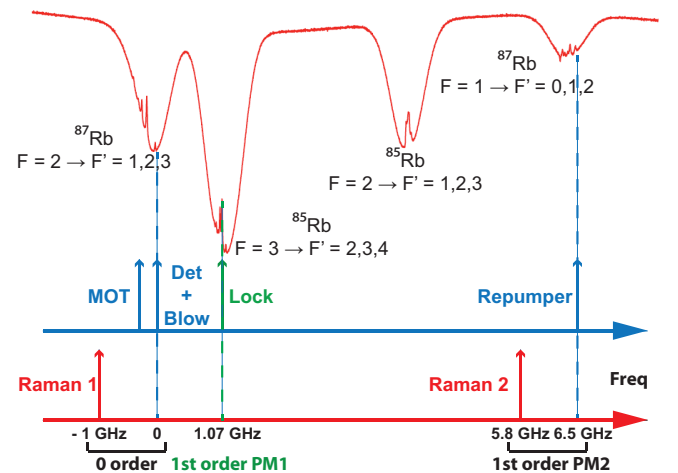 ⁸⁷Rb
F = 1 → F' = 0,1,2
⁸⁷Rb
F = 2 → F' = 1,2,3
⁸⁵Rb
F = 2 → F' = 1,2,3
⁸⁵Rb
F = 3 → F' = 2,3,4
MOT
Det
+
Blow
Lock
Repumper
Raman 1
Raman 2
Freq
- 1 GHz 0 1.07 GHz 5.8 GHz 6.5 GHz
0 order 1st order PM1 1st order PM2